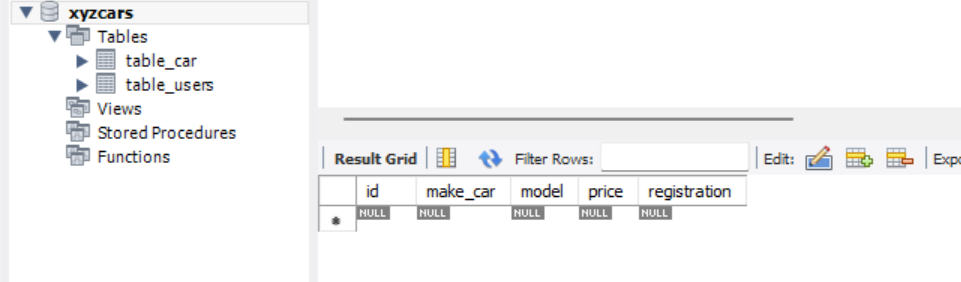 xyzcars
Tables
table_car
table_users
Views
Stored Procedures
Functions
Result Grid Filter Rows: Edit: Expo
id make_car model price registration
NULL NULL NULL NULL NULL